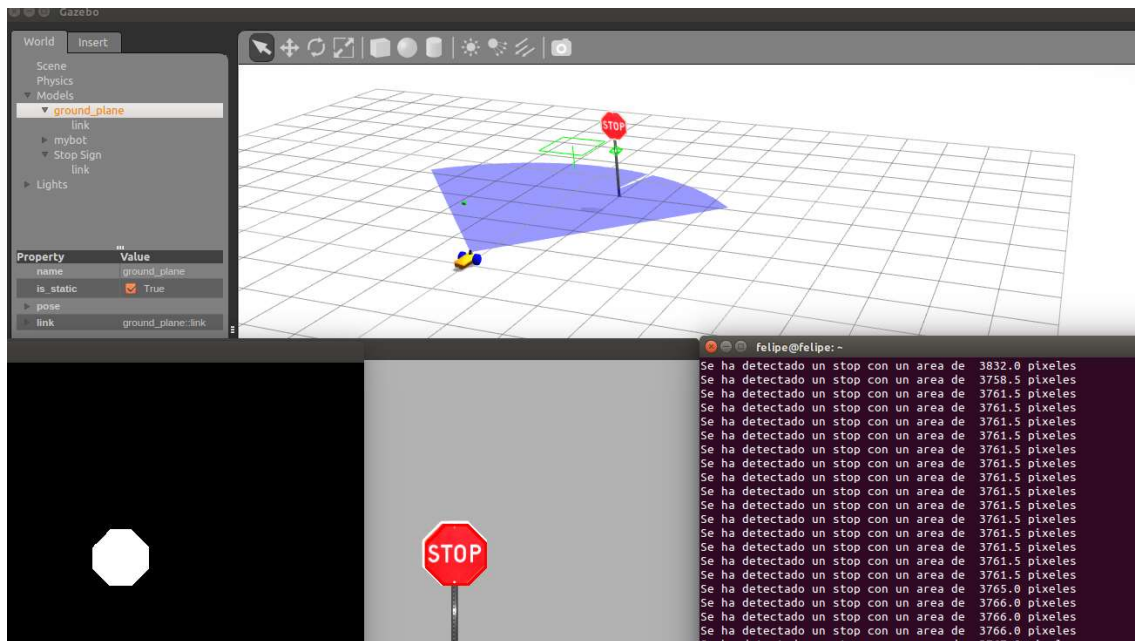 Gazebo
World Insert
Scene
Physics
Models
ground_plane
link
mybot
Stop Sign
link
Lights
Property Value
name ground_plane
is_static True
pose
link ground_plane::link
STOP
STOP
felipe@felipe: ~
Se ha detectado un stop con un area de  3832.0 pixeles
Se ha detectado un stop con un area de  3758.5 pixeles
Se ha detectado un stop con un area de  3761.5 pixeles
Se ha detectado un stop con un area de  3761.5 pixeles
Se ha detectado un stop con un area de  3761.5 pixeles
Se ha detectado un stop con un area de  3761.5 pixeles
Se ha detectado un stop con un area de  3761.5 pixeles
Se ha detectado un stop con un area de  3761.5 pixeles
Se ha detectado un stop con un area de  3761.5 pixeles
Se ha detectado un stop con un area de  3761.5 pixeles
Se ha detectado un stop con un area de  3761.5 pixeles
Se ha detectado un stop con un area de  3761.5 pixeles
Se ha detectado un stop con un area de  3761.5 pixeles
Se ha detectado un stop con un area de  3761.5 pixeles
Se ha detectado un stop con un area de  3761.5 pixeles
Se ha detectado un stop con un area de  3761.5 pixeles
Se ha detectado un stop con un area de  3765.0 pixeles
Se ha detectado un stop con un area de  3766.0 pixeles
Se ha detectado un stop con un area de  3766.0 pixeles
Se ha detectado un stop con un area de  3766.0 pixeles